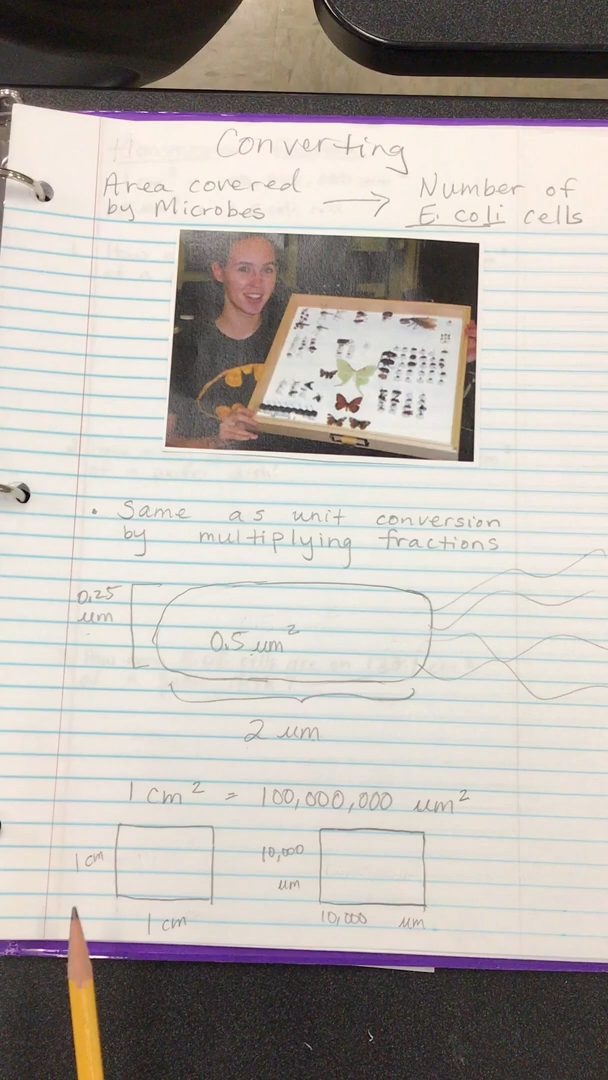 Converting
Area covered → Number of
by Microbes E. coli cells
• Same as unit conversion
by multiplying fractions
0.25
um
0.5 um²
2 um
1 cm² = 100,000,000 um²
1 cm
10,000
um
1 cm
10,000 um